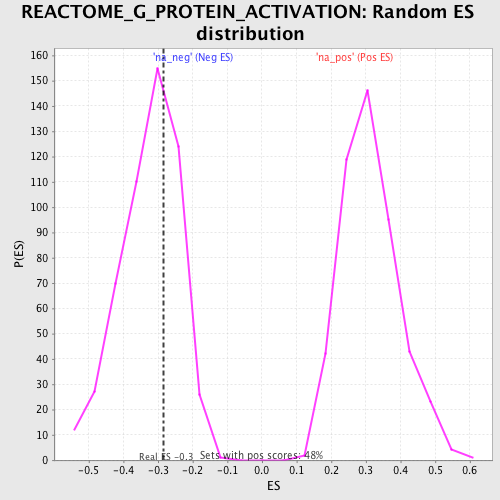 REACTOME_G_PROTEIN_ACTIVATION: Random ES
distribution
'na_neg' (Neg ES)
'na_pos' (Pos ES)
160
150
140
130
120
110
100
90
80
70
60
50
40
30
20
10
0
P(ES)
Real ES -0.3
Sets with pos scores: 48%
-0.5 -0.4 -0.3 -0.2 -0.1 0.0 0.1 0.2 0.3 0.4 0.5 0.6
ES